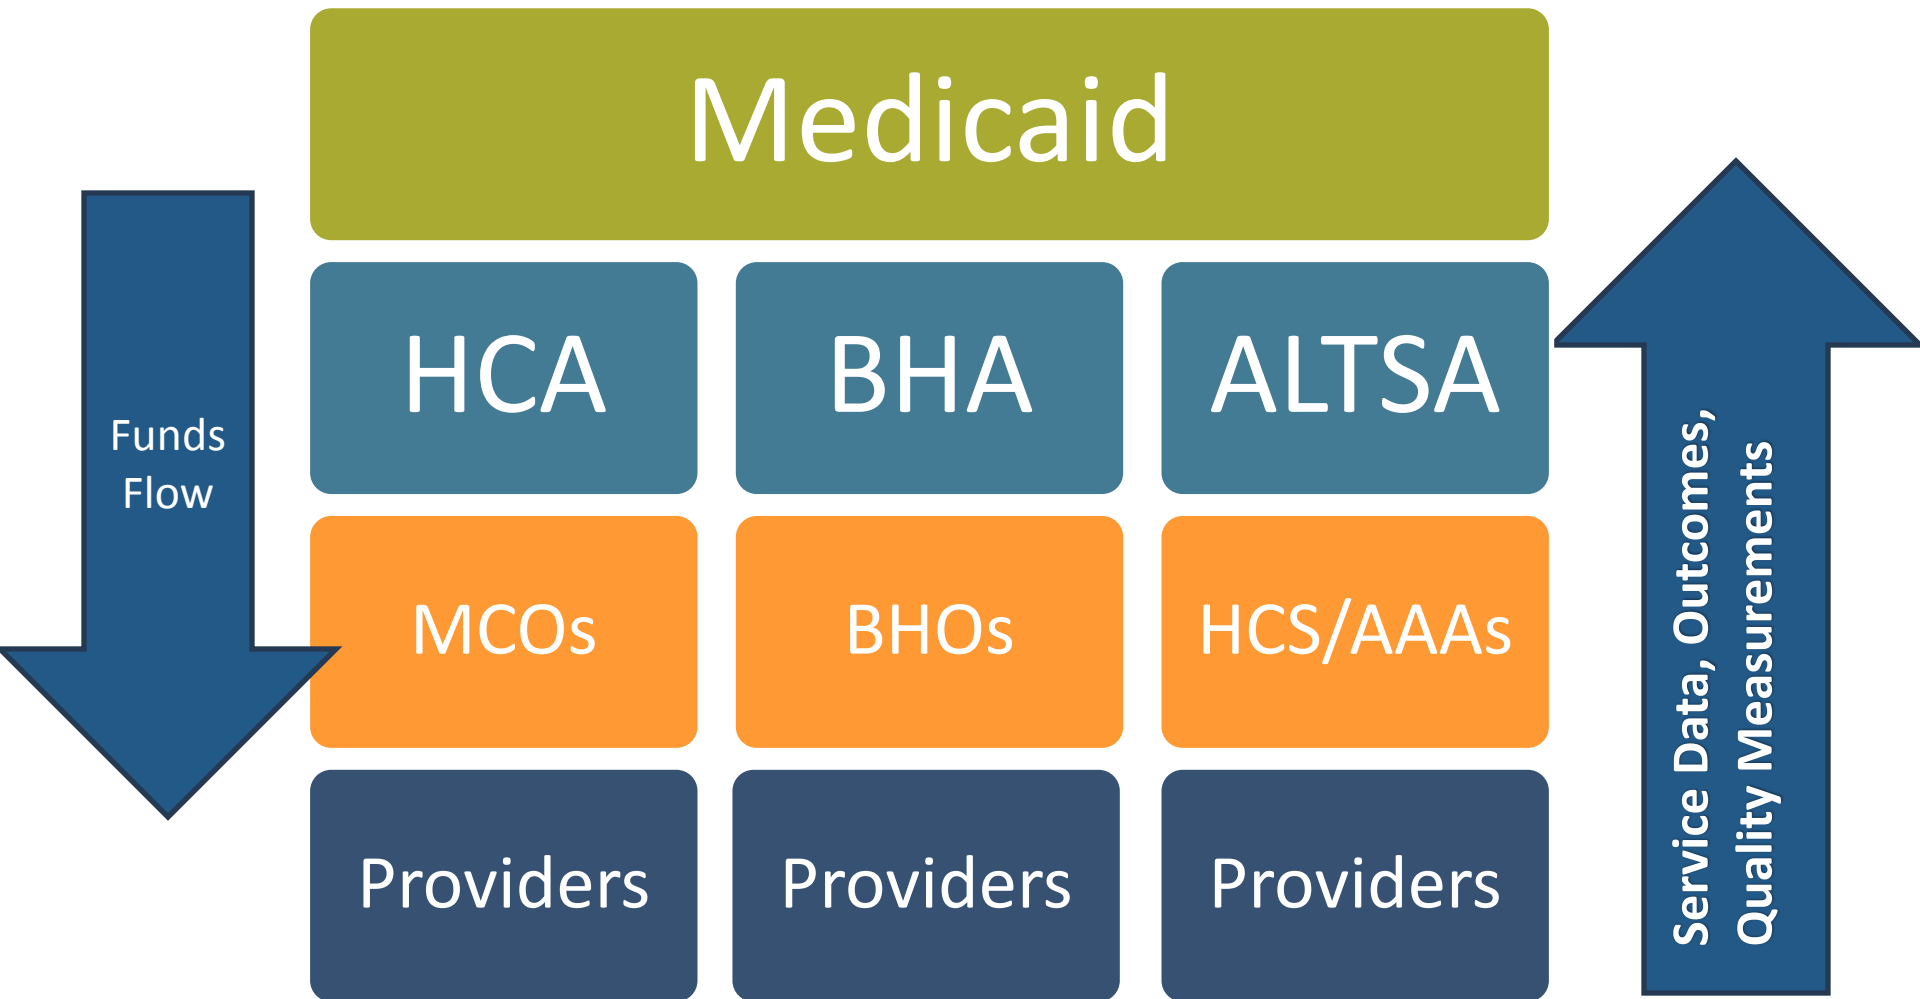 Medicaid
Funds
Flow
HCA
BHA
ALTSA
MCOs
BHOs
HCS/AAAs
Providers
Providers
Providers
Service Data, Outcomes,
Quality Measurements